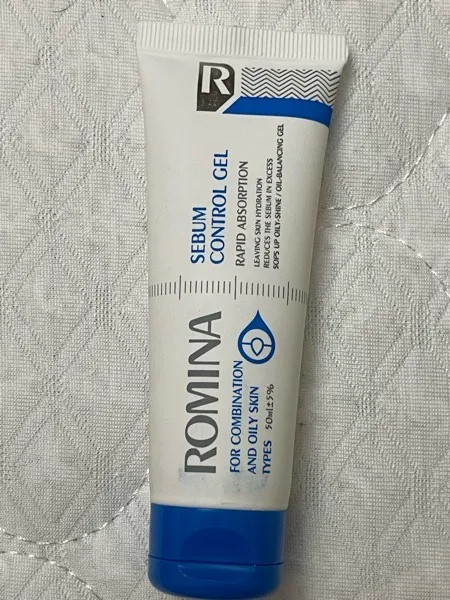 R
SEBUM
CONTROL GEL
RAPID ABSORPTION
LEAVING SKIN HYDRATION
REDUCES THE SEBUM IN EXCESS
SOPS UP OILY-SHINE / OIL-BALANCING GEL
ROMINA
FOR COMBINATION
AND OILY SKIN
TYPES 50ml±5%